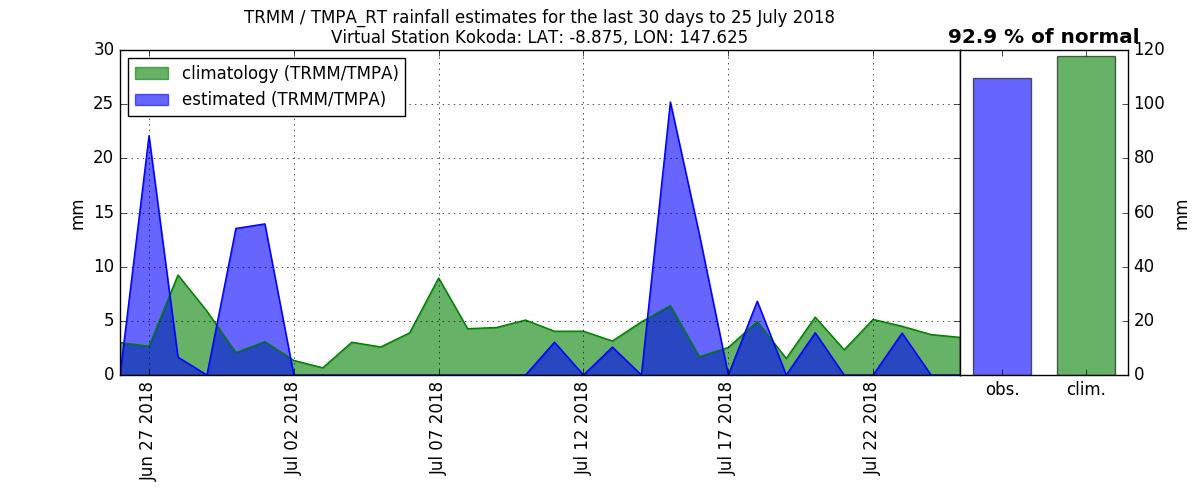 TRMM / TMPA_RT rainfall estimates for the last 30 days to 25 July 2018
Virtual Station Kokoda: LAT: -8.875, LON: 147.625
92.9 % of normal
climatology (TRMM/TMPA)
estimated (TRMM/TMPA)
30
25
20
15
10
5
0
mm
Jun 27 2018
Jul 02 2018
Jul 07 2018
Jul 12 2018
Jul 17 2018
Jul 22 2018
obs.
clim.
120
100
80
60
40
20
0
mm